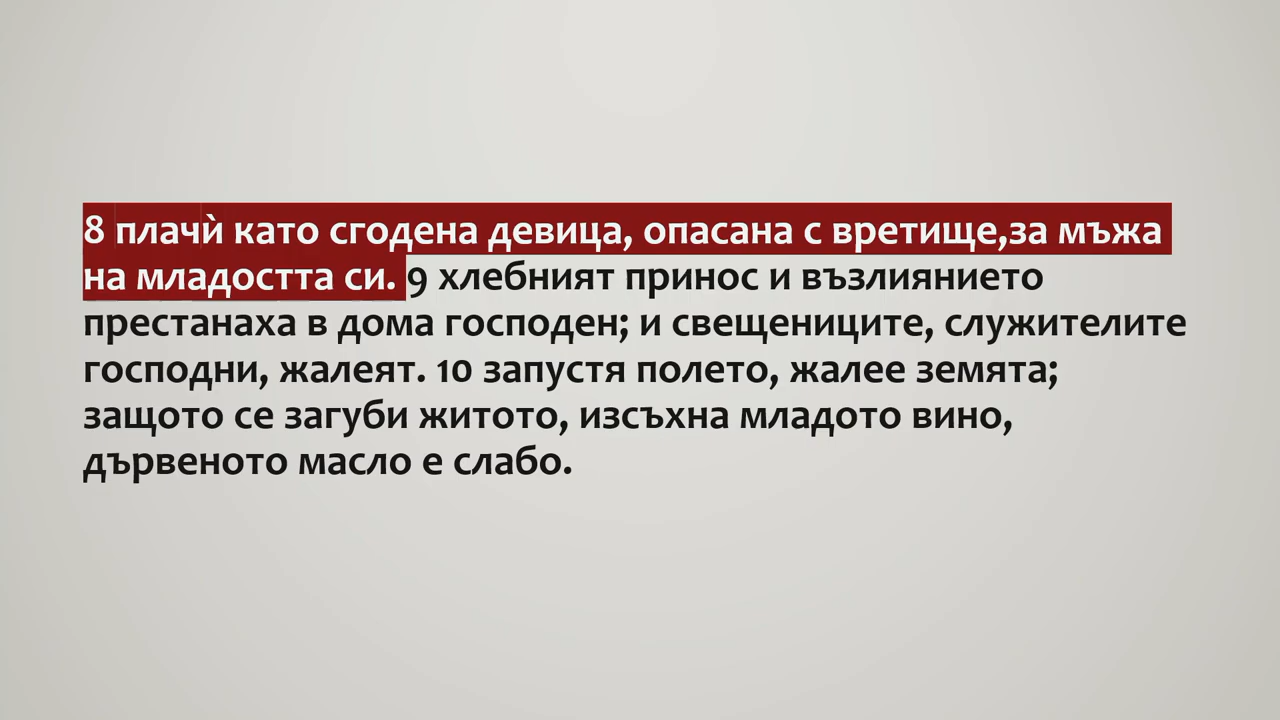 8 плачѝ като сгодена девица, опасана с вретище,за мъжа
на младостта си. 9 хлебният принос и възлиянието
престанаха в дома господен; и свещениците, служителите
господни, жалеят. 10 запустя полето, жалее земята;
защото се загуби житото, изсъхна младото вино,
дървеното масло е слабо.